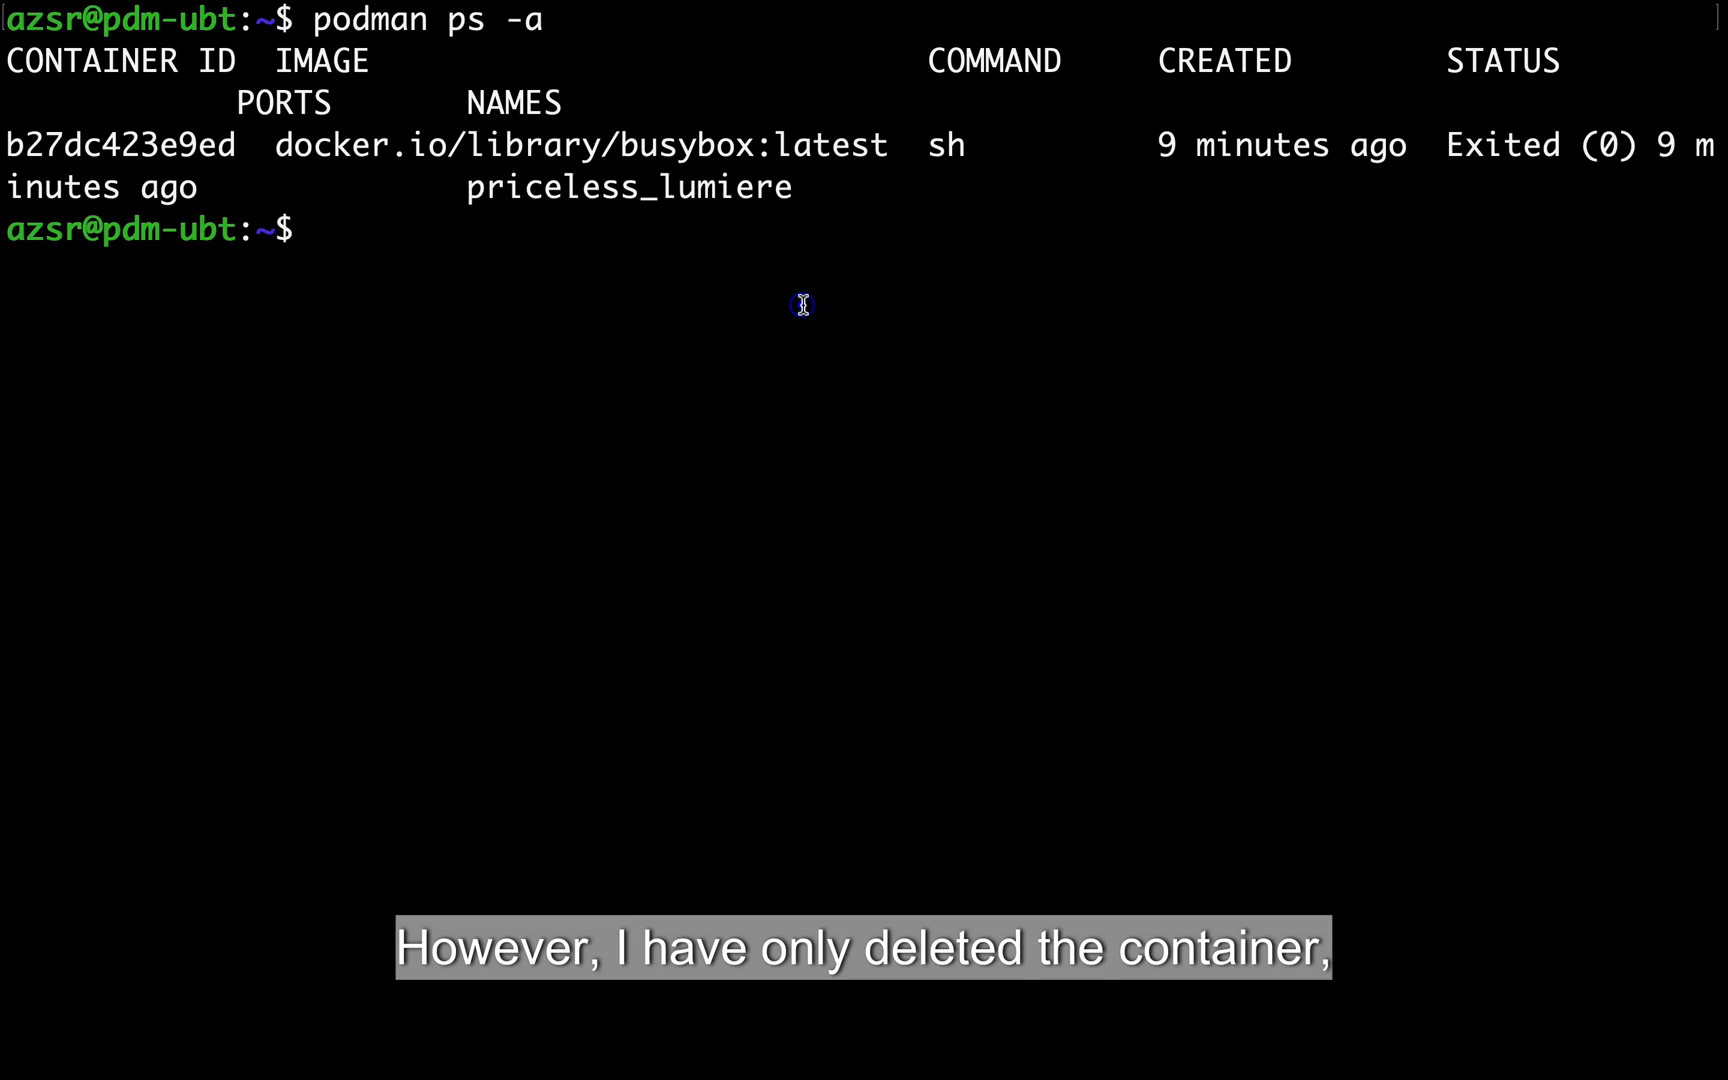 azsr@pdm-ubt:~$ podman ps -a
CONTAINER ID  IMAGE                             COMMAND     CREATED        STATUS
            PORTS       NAMES
b27dc423e9ed  docker.io/library/busybox:latest  sh          9 minutes ago  Exited (0) 9 m
inutes ago              priceless_lumiere
azsr@pdm-ubt:~$
However, I have only deleted the container,